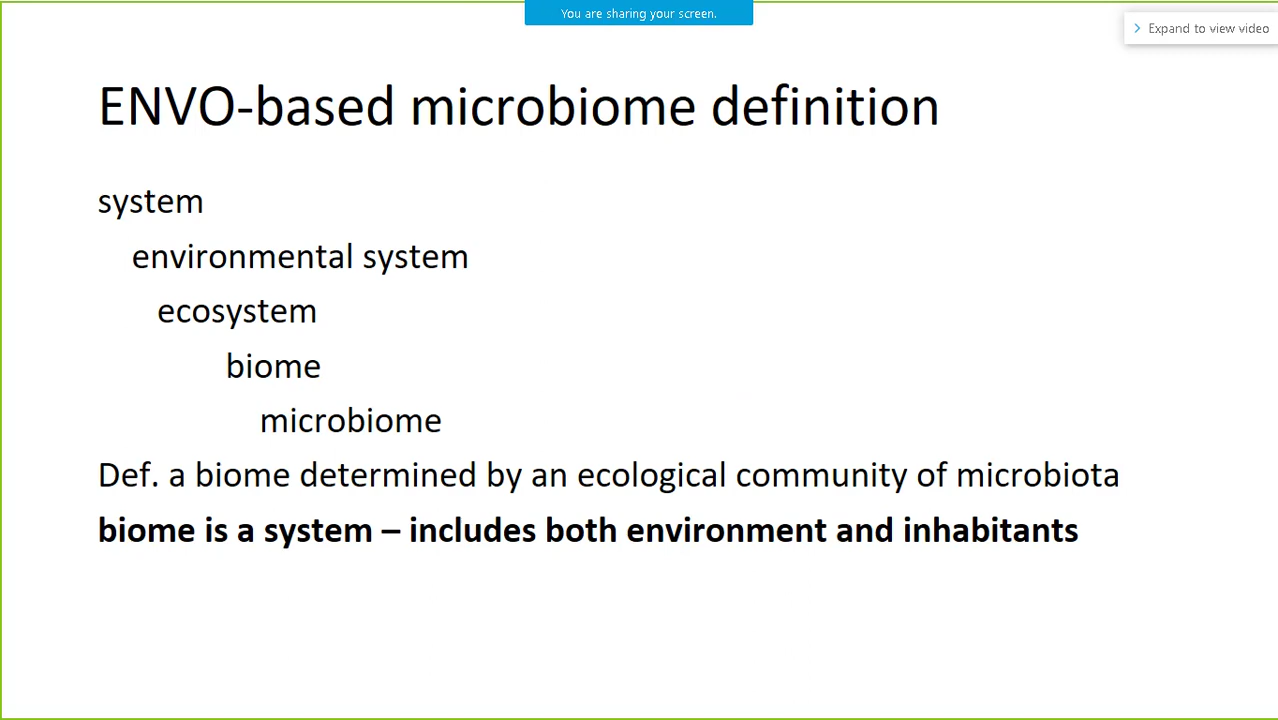 You are sharing your screen.
Expand to view video
ENVO-based microbiome definition
system
environmental system
ecosystem
biome
microbiome
Def. a biome determined by an ecological community of microbiota
biome is a system – includes both environment and inhabitants